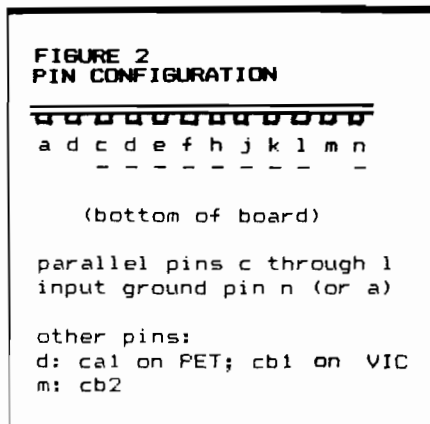 FIGURE 2
PIN CONFIGURATION
a d c d e f h j k l m n
(bottom of board)
parallel pins c through l
input ground pin n (or a)
other pins:
d: ca1 on PET; cb1 on VIC
m: cb2